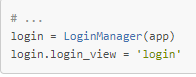 # ...
login = LoginManager(app)
login.login_view = 'login'